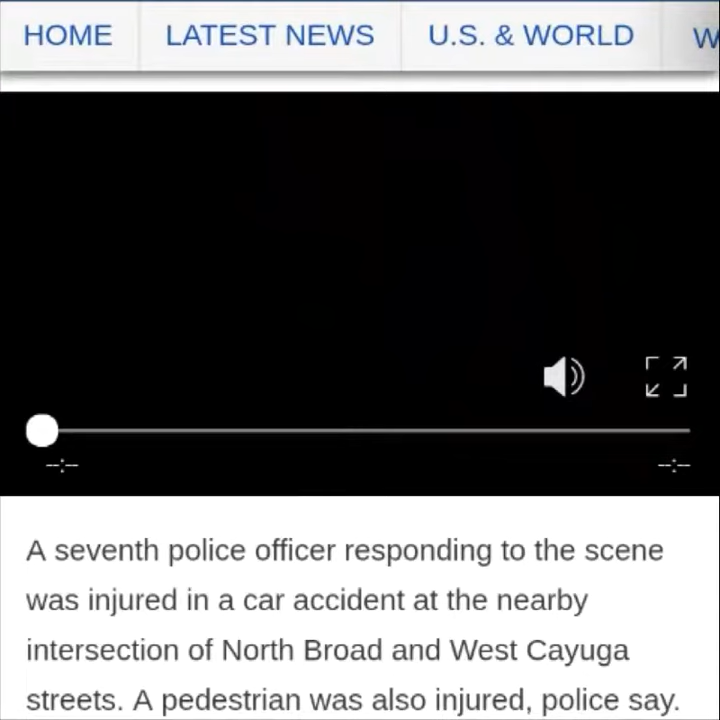 HOME LATEST NEWS U.S. & WORLD
--:-- --:--
A seventh police officer responding to the scene
was injured in a car accident at the nearby
intersection of North Broad and West Cayuga
streets. A pedestrian was also injured, police say.